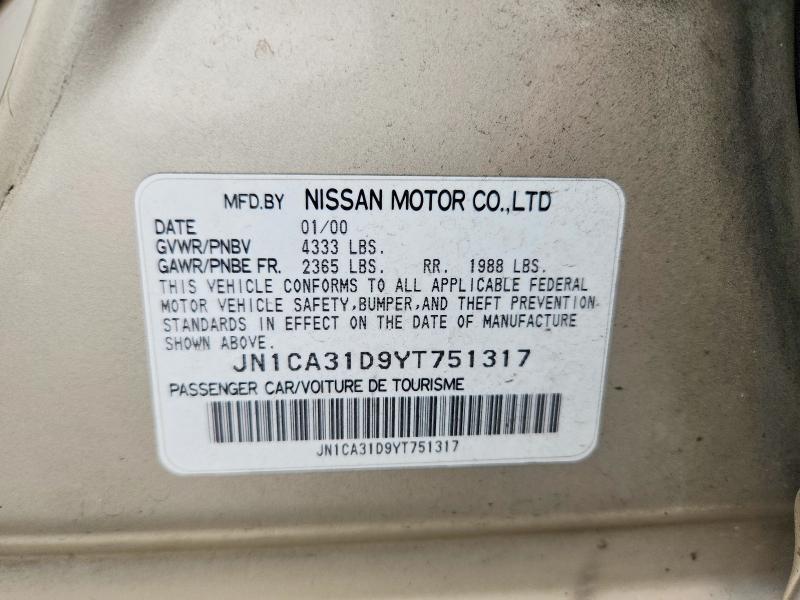 MFD.BY NISSAN MOTOR CO.,LTD
DATE 01/00
GVWR/PNBV 4333 LBS.
GAWR/PNBE FR. 2365 LBS. RR. 1988 LBS.
THIS VEHICLE CONFORMS TO ALL APPLICABLE FEDERAL
MOTOR VEHICLE SAFETY,BUMPER,AND THEFT PREVENTION
STANDARDS IN EFFECT ON THE DATE OF MANUFACTURE
SHOWN ABOVE.
JN1CA31D9YT751317
PASSENGER CAR/VOITURE DE TOURISME
JN1CA31D9YT751317